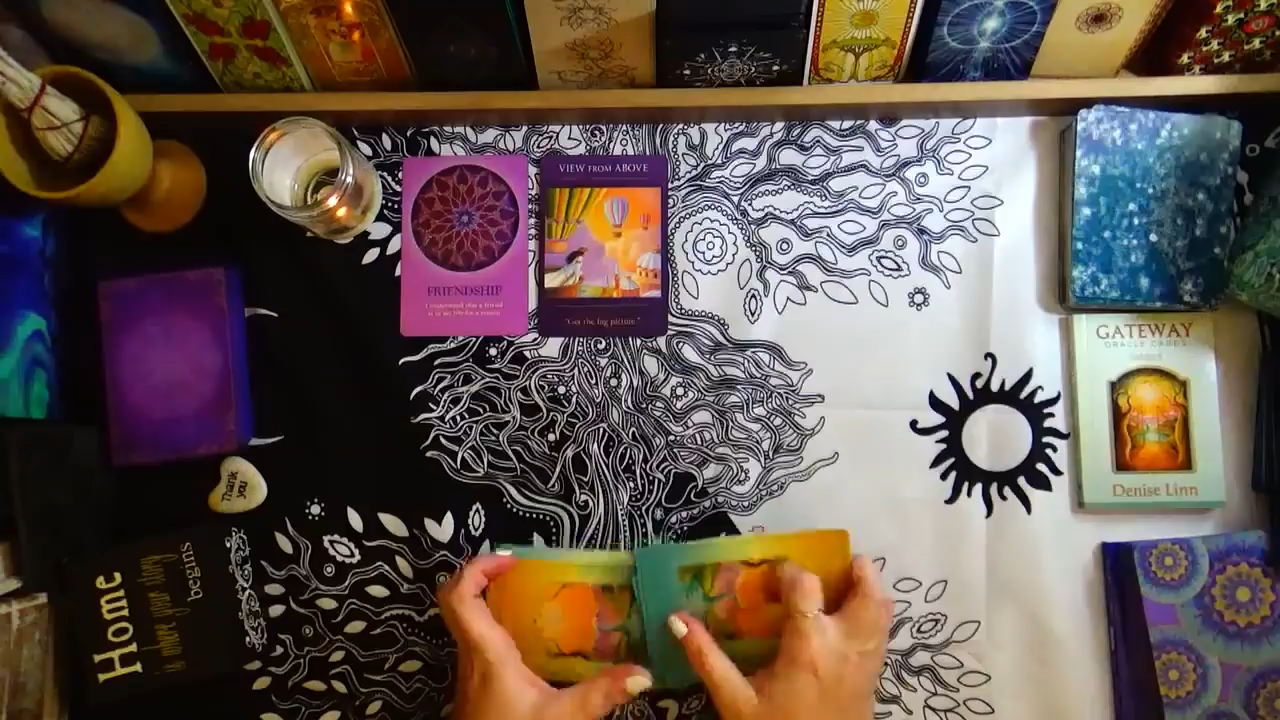 FRIENDSHIP
VIEW FROM ABOVE
"Get the big picture."
GATEWAY
ORACLE CARDS
Denise Linn
Thank
you
Home
is where your story
begins